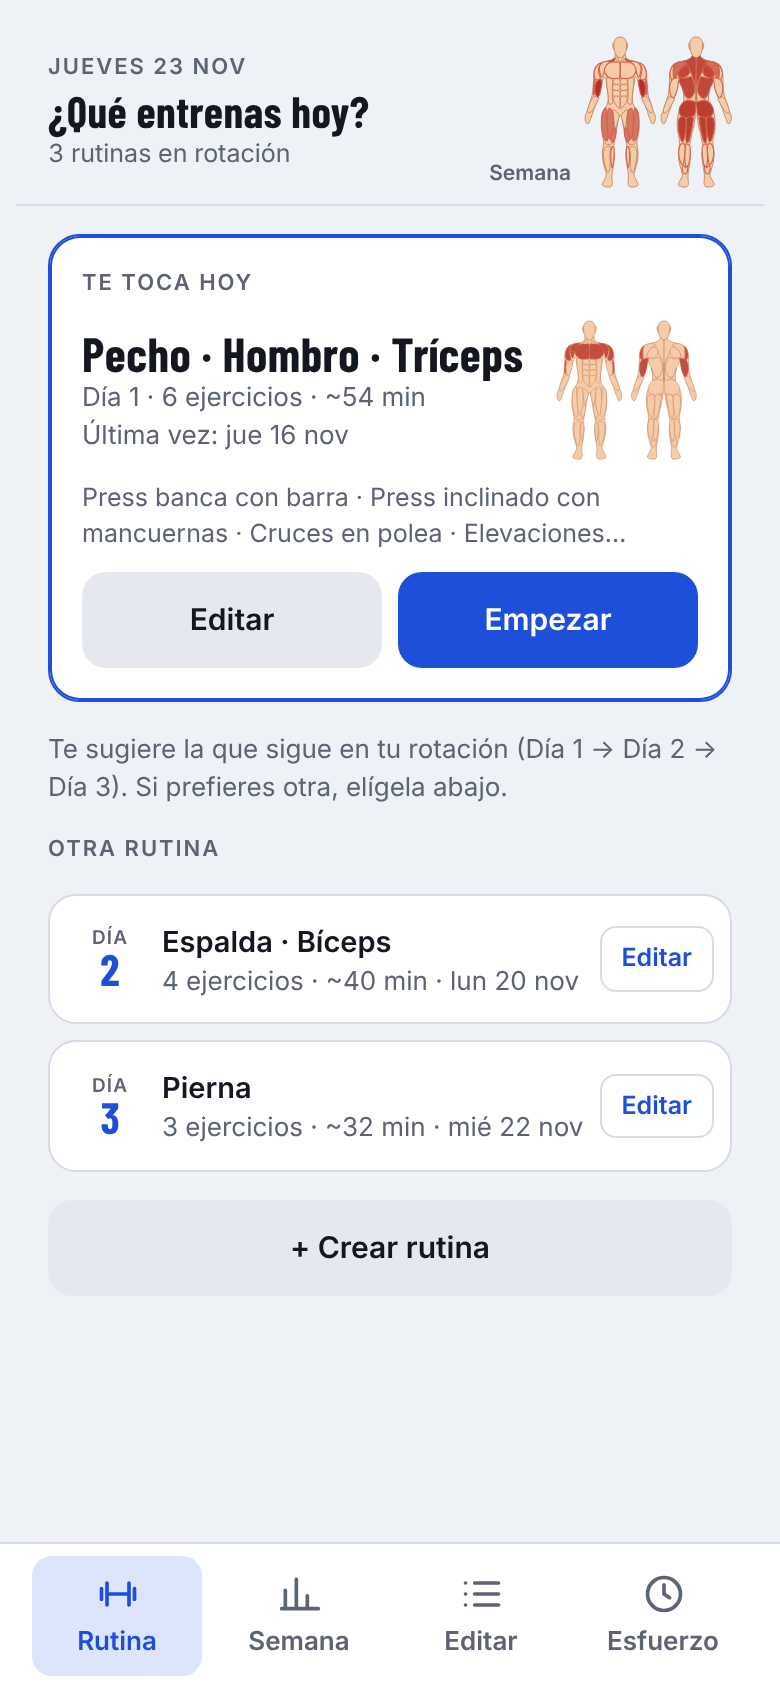 JUEVES 23 NOV
¿Qué entrenas hoy?
3 rutinas en rotación
Semana
TE TOCA HOY
Pecho · Hombro · Tríceps
Día 1 · 6 ejercicios · ~54 min
Última vez: jue 16 nov
Press banca con barra · Press inclinado con
mancuernas · Cruces en polea · Elevaciones...
Editar
Empezar
Te sugiere la que sigue en tu rotación (Día 1 → Día 2 →
Día 3). Si prefieres otra, elígela abajo.
OTRA RUTINA
DÍA
2
Espalda · Bíceps
4 ejercicios · ~40 min · lun 20 nov
Editar
DÍA
3
Pierna
3 ejercicios · ~32 min · mié 22 nov
Editar
+ Crear rutina
Rutina
Semana
Editar
Esfuerzo